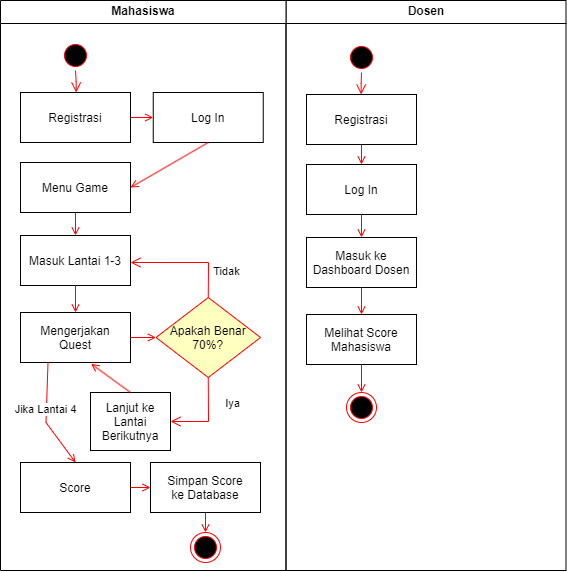 Mahasiswa
Registrasi
Log In
Menu Game
Masuk Lantai 1-3
Tidak
Mengerjakan
Quest
Apakah Benar
70%?
Iya
Jika Lantai 4
Lanjut ke
Lantai
Berikutnya
Score
Simpan Score
ke Database
Dosen
Registrasi
Log In
Masuk ke
Dashboard Dosen
Melihat Score
Mahasiswa